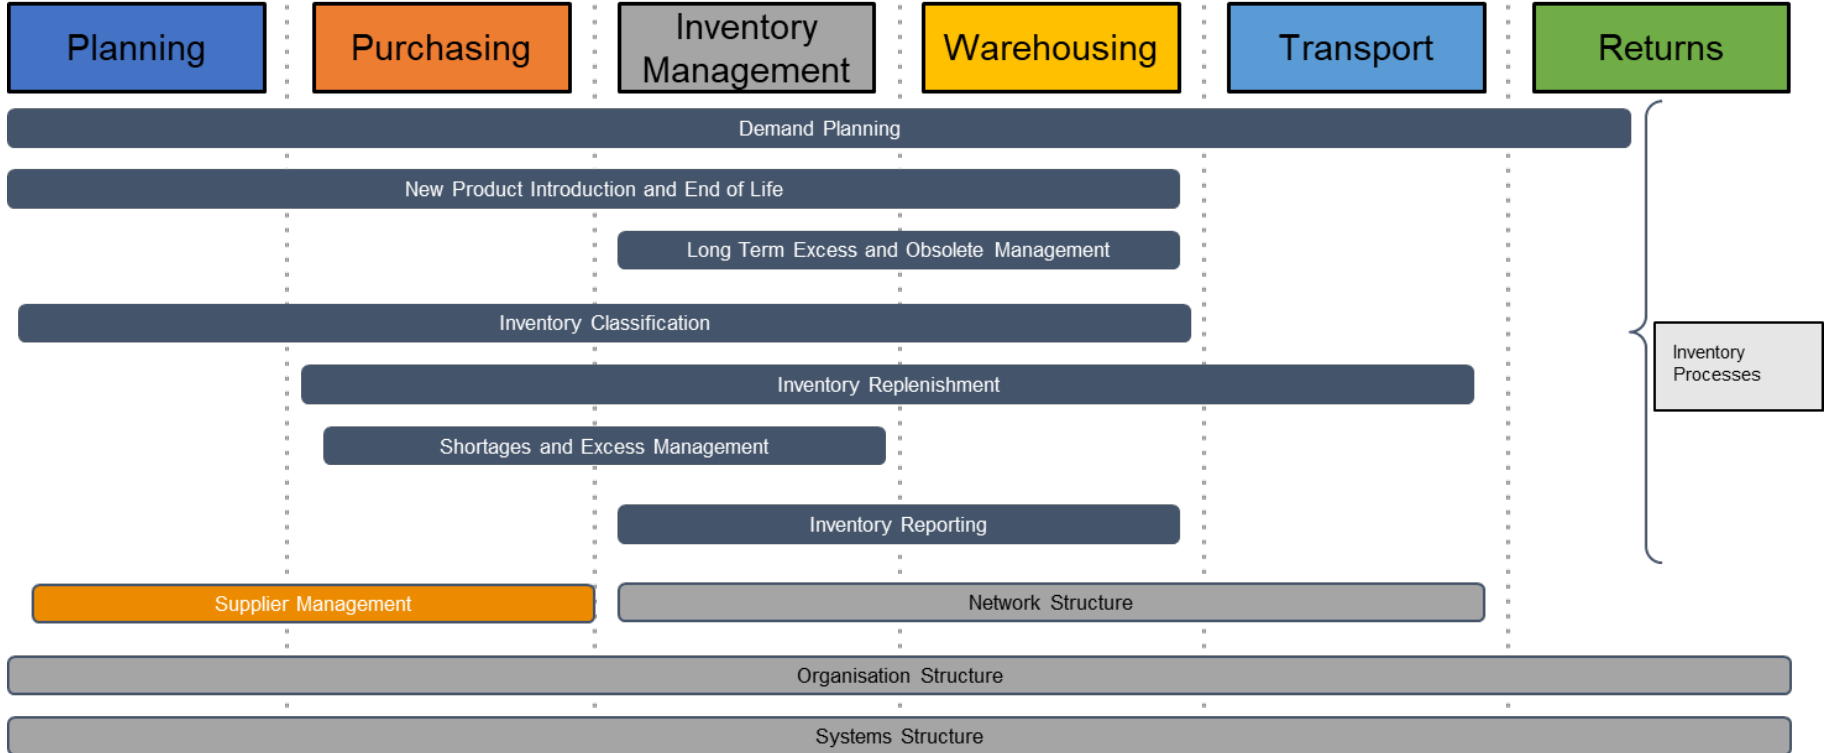 Planning
Purchasing
Inventory
Management
Warehousing
Transport
Returns
Demand Planning
New Product Introduction and End of Life
Long Term Excess and Obsolete Management
Inventory Classification
Inventory Replenishment
Shortages and Excess Management
Inventory Reporting
Inventory
Processes
Supplier Management
Network Structure
Organisation Structure
Systems Structure